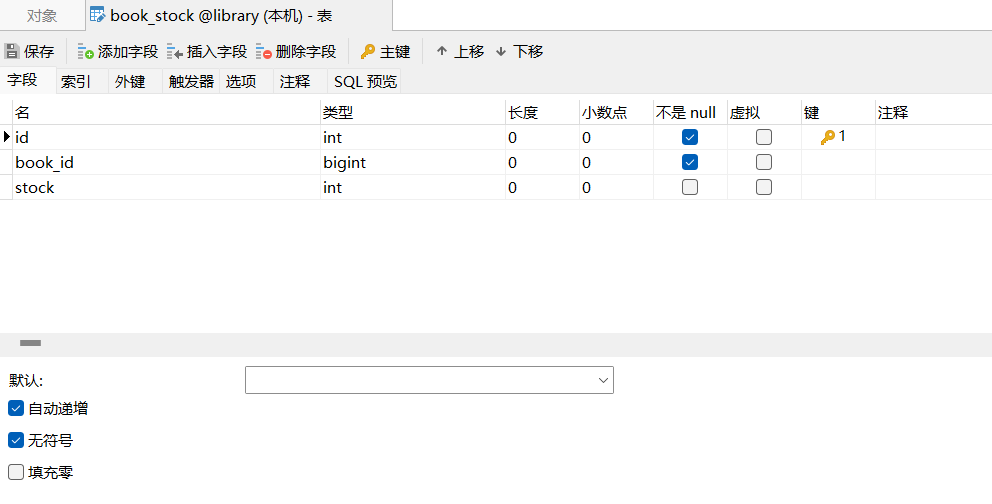 对象 book_stock @library (本机) - 表
保存 添加字段 插入字段 删除字段 主键 上移 下移
字段 索引 外键 触发器 选项 注释 SQL 预览
名 类型 长度 小数点 不是 null 虚拟 键 注释
id int 0 0 1
book_id bigint 0 0
stock int 0 0
默认:
自动递增
无符号
填充零